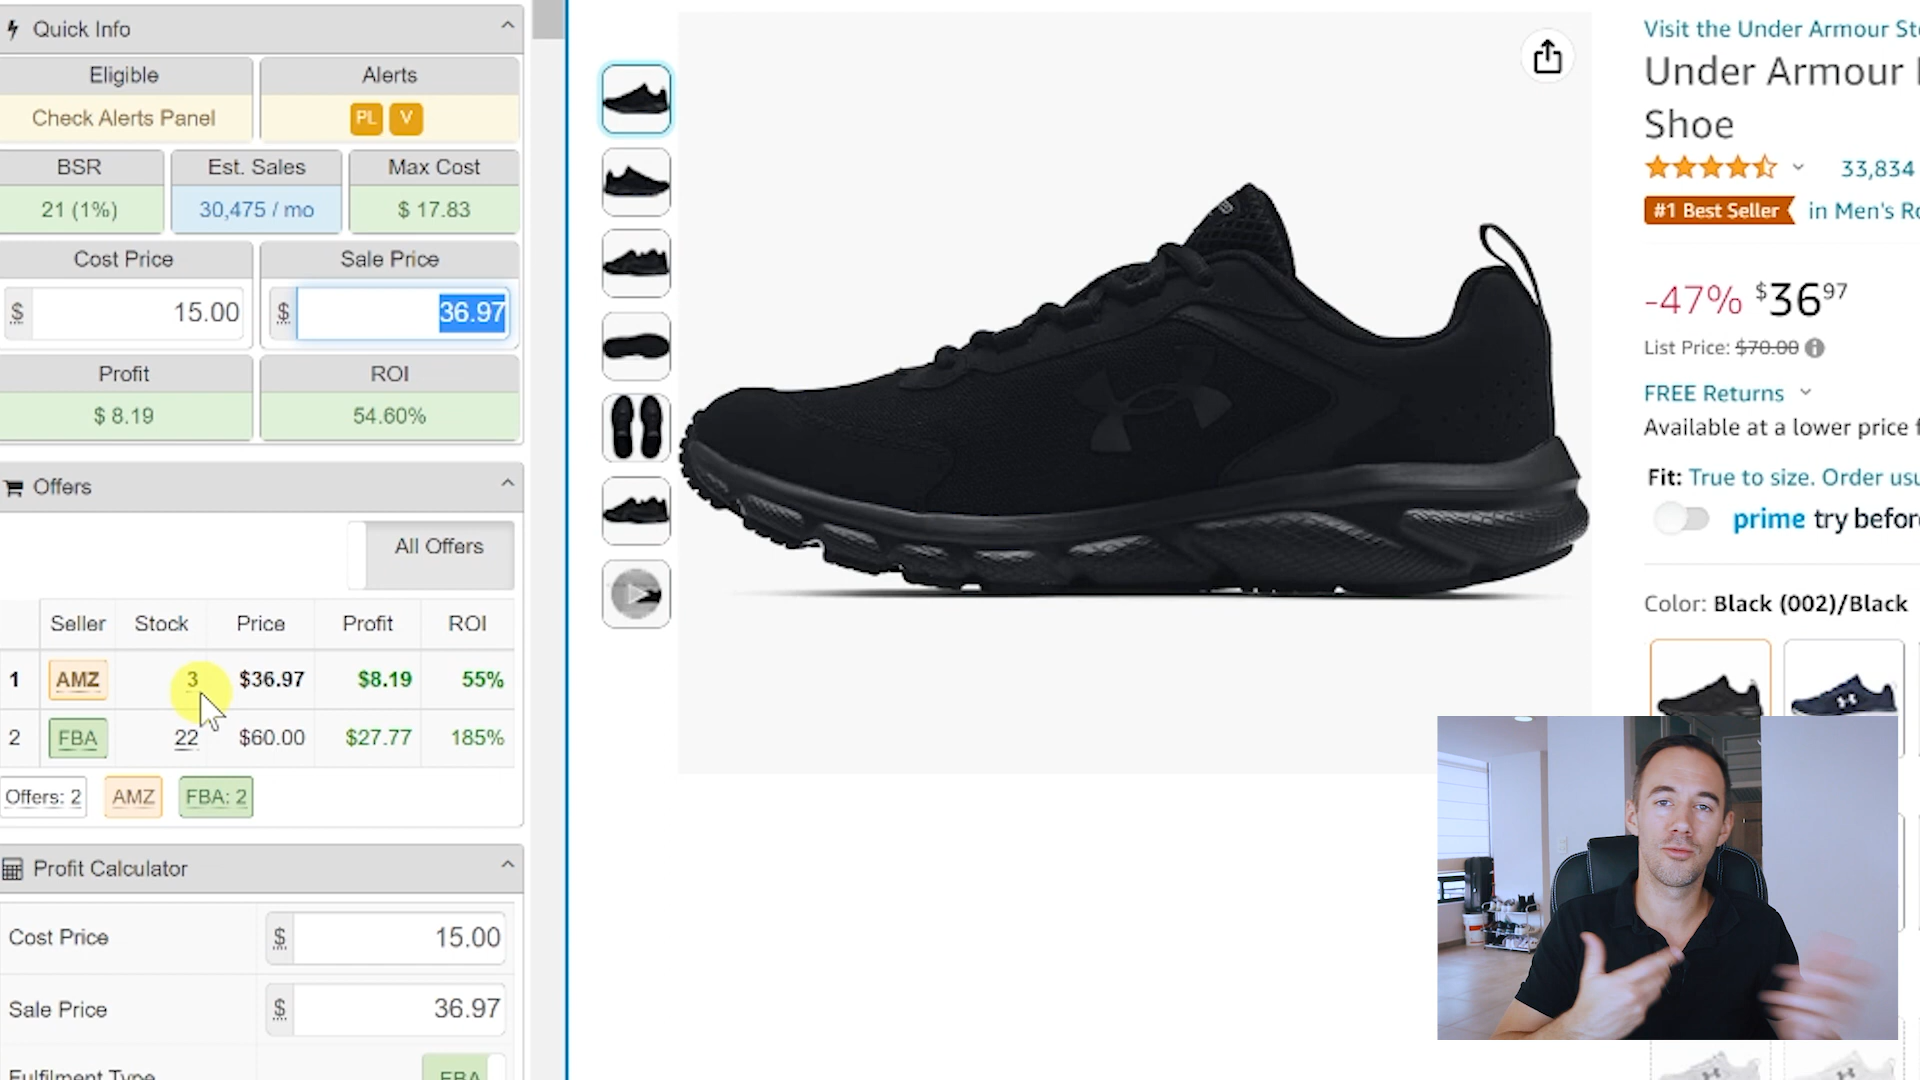 Quick Info
Eligible
Alerts
Check Alerts Panel
PL V
BSR
Est. Sales
Max Cost
21 (1%)
30,475 / mo
$ 17.83
Cost Price
Sale Price
$ 15.00
$ 36.97
Profit
ROI
$ 8.19
54.60%
Offers
All Offers
Seller Stock Price Profit ROI
1 AMZ 3 $36.97 $8.19 55%
2 FBA 22 $60.00 $27.77 185%
Offers: 2 AMZ FBA: 2
Profit Calculator
Cost Price $ 15.00
Sale Price $ 36.97
Fulfilment Type FBA
Visit the Under Armour
Under Armour
Shoe
33,834
#1 Best Seller in Men's
-47% $36.97
List Price: $70.00
FREE Returns
Available at a lower price
Fit: True to size. Order
prime try
Color: Black (002)/Black